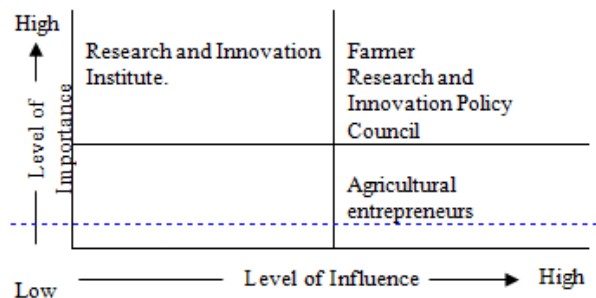 High
Level of
Importance
Research and Innovation
Institute.
Farmer
Research and
Innovation Policy
Council
Agricultural
entrepreneurs
Low
Level of Influence
High